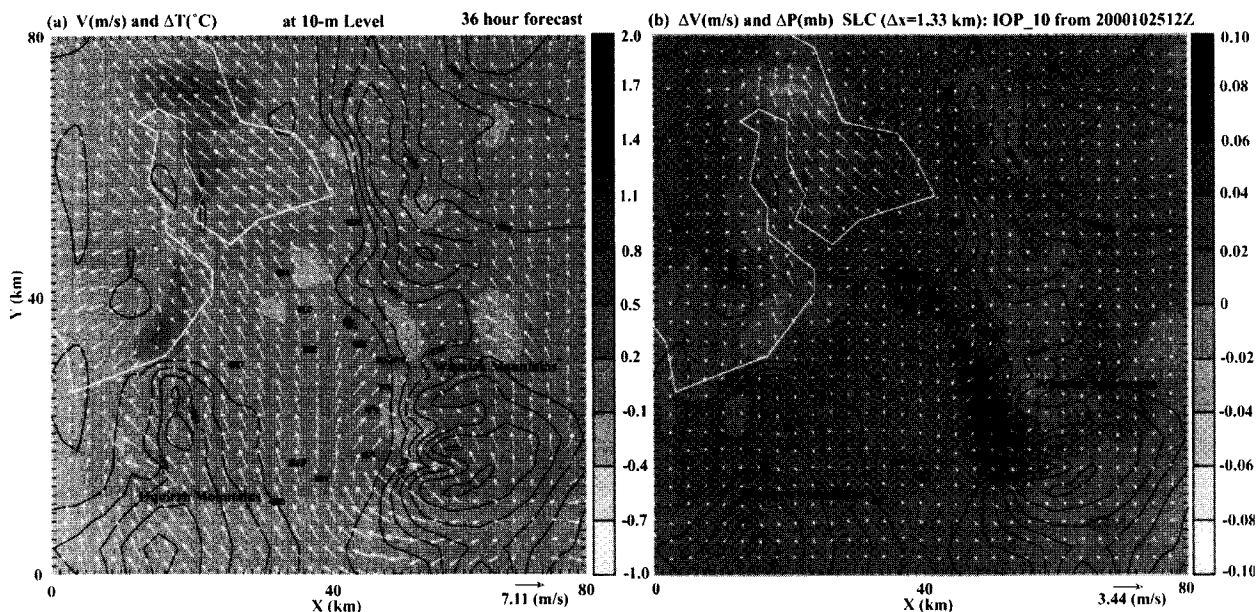 (a) V(m/s) and ΔT(°C) at 10-m Level 36 hour forecast
(b) ΔV(m/s) and ΔP(mb) SLC (Δx=1.33 km): IOP_10 from 2000102512Z
80
2.0
1.7
1.4
1.1
0.8
0.5
0.2
-0.1
-0.4
-0.7
-1.0
0.10
0.08
0.06
0.04
0.03
0
-0.02
-0.04
-0.06
-0.08
-0.10
Y (km)
40
0
Mountains
Mountains
0 40 80
X (km)
7.11 (m/s)
40 80
X (km)
3.44 (m/s)